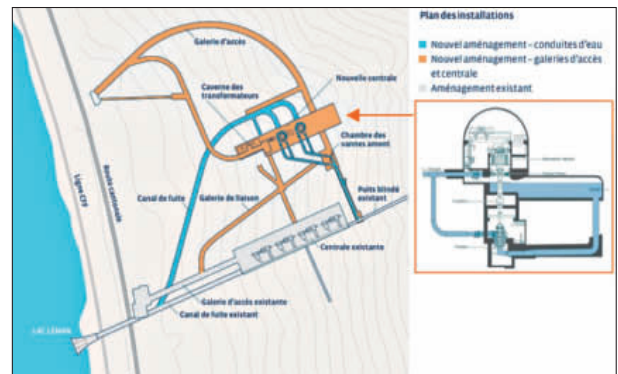 Plan des installations
Nouvel aménagement – conduites d'eau
Nouvel aménagement – galeries d'accès
et centrale
Aménagement existant
Galerie d'accès
Caverne des
transformateurs
Nouvelle centrale
Chambre des
vannes amont
Puits blindé
existant
Canal de fuite
Galerie de liaison
Centrale existante
Ligne CFF
Route cantonale
Galerie d'accès existante
Canal de fuite existant
LAC LÉMAN